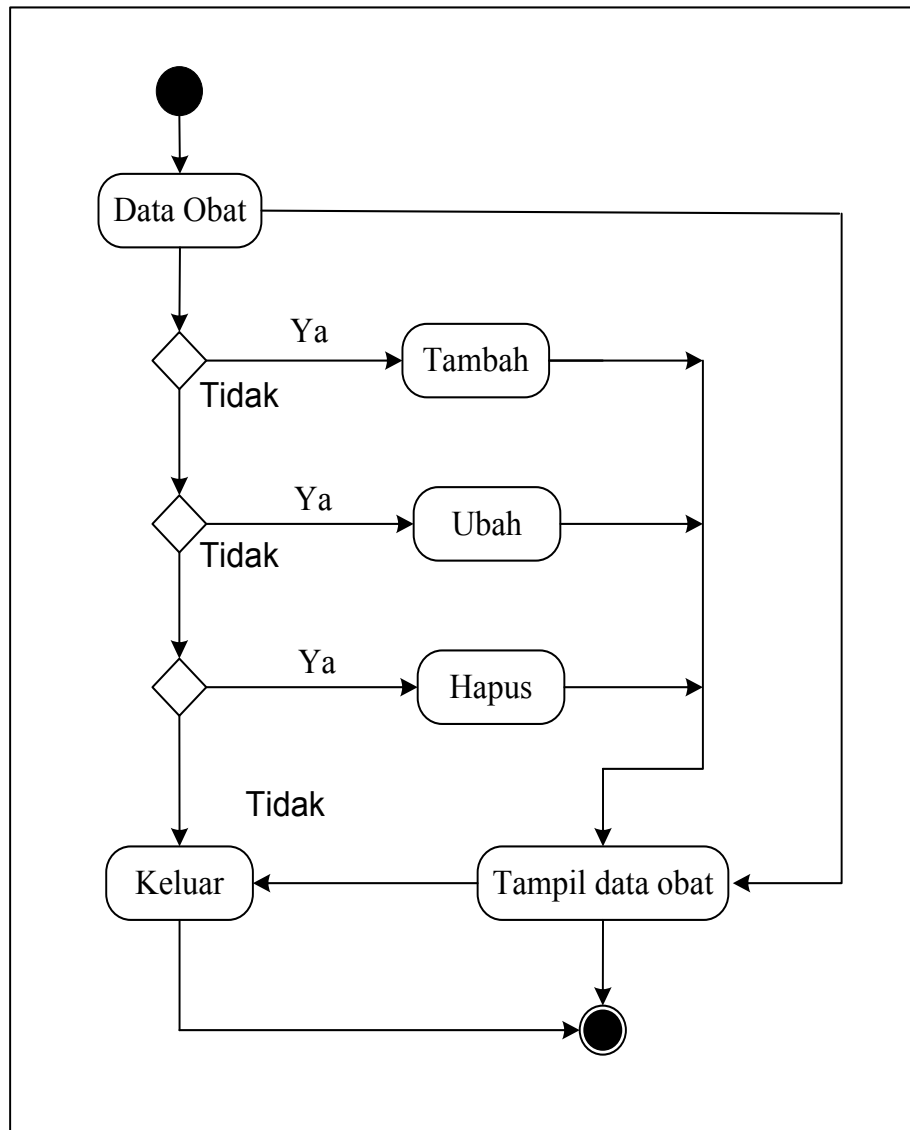 Data Obat
Ya
Tambah
Tidak
Ya
Ubah
Tidak
Ya
Hapus
Tidak
Keluar
Tampil data obat